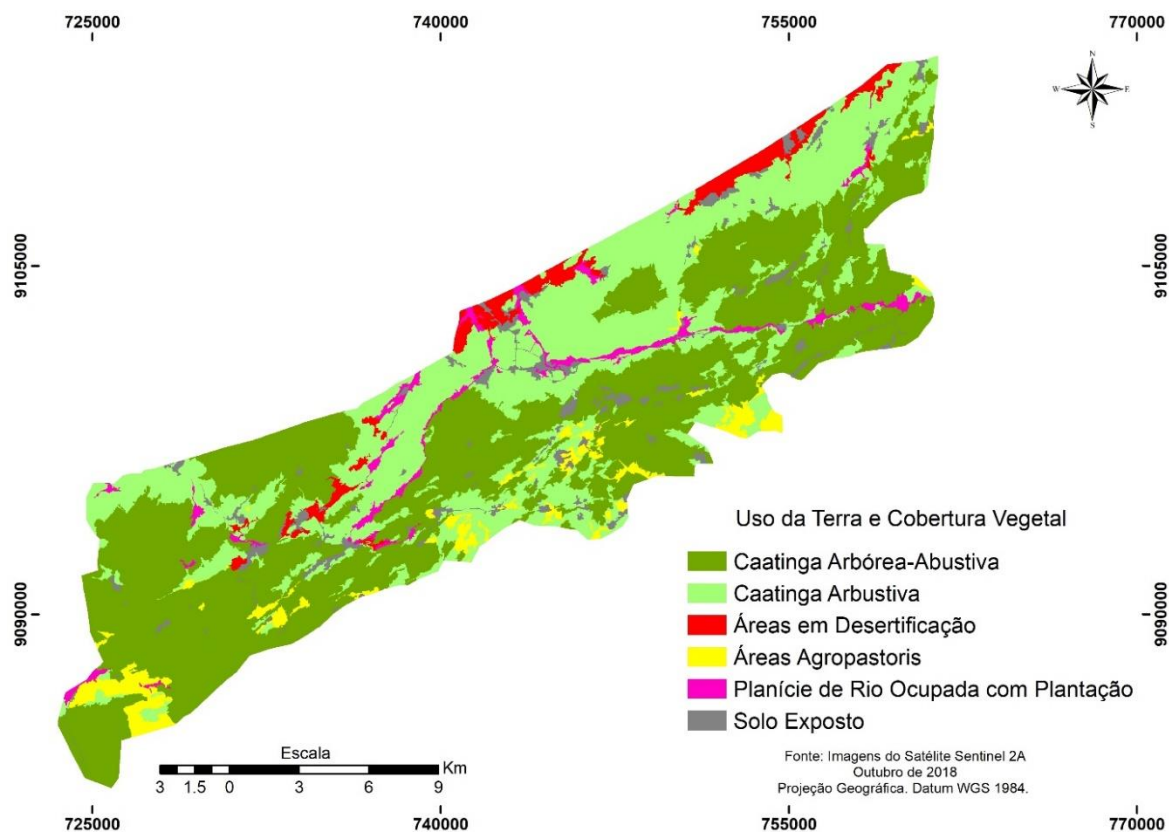 725000 740000 755000 770000
N
W E
S
9105000 9105000
Uso da Terra e Cobertura Vegetal
Caatinga Arbórea-Abustiva
Caatinga Arbustiva
Áreas em Desertificação
9090000 9090000
Áreas Agropastoris
Planície de Rio Ocupada com Plantação
Solo Exposto
Escala
Km
3 1.5 0 3 6 9
Fonte: Imagens do Satélite Sentinel 2A
Outubro de 2018
Projeção Geográfica. Datum WGS 1984.
725000 740000 755000 770000